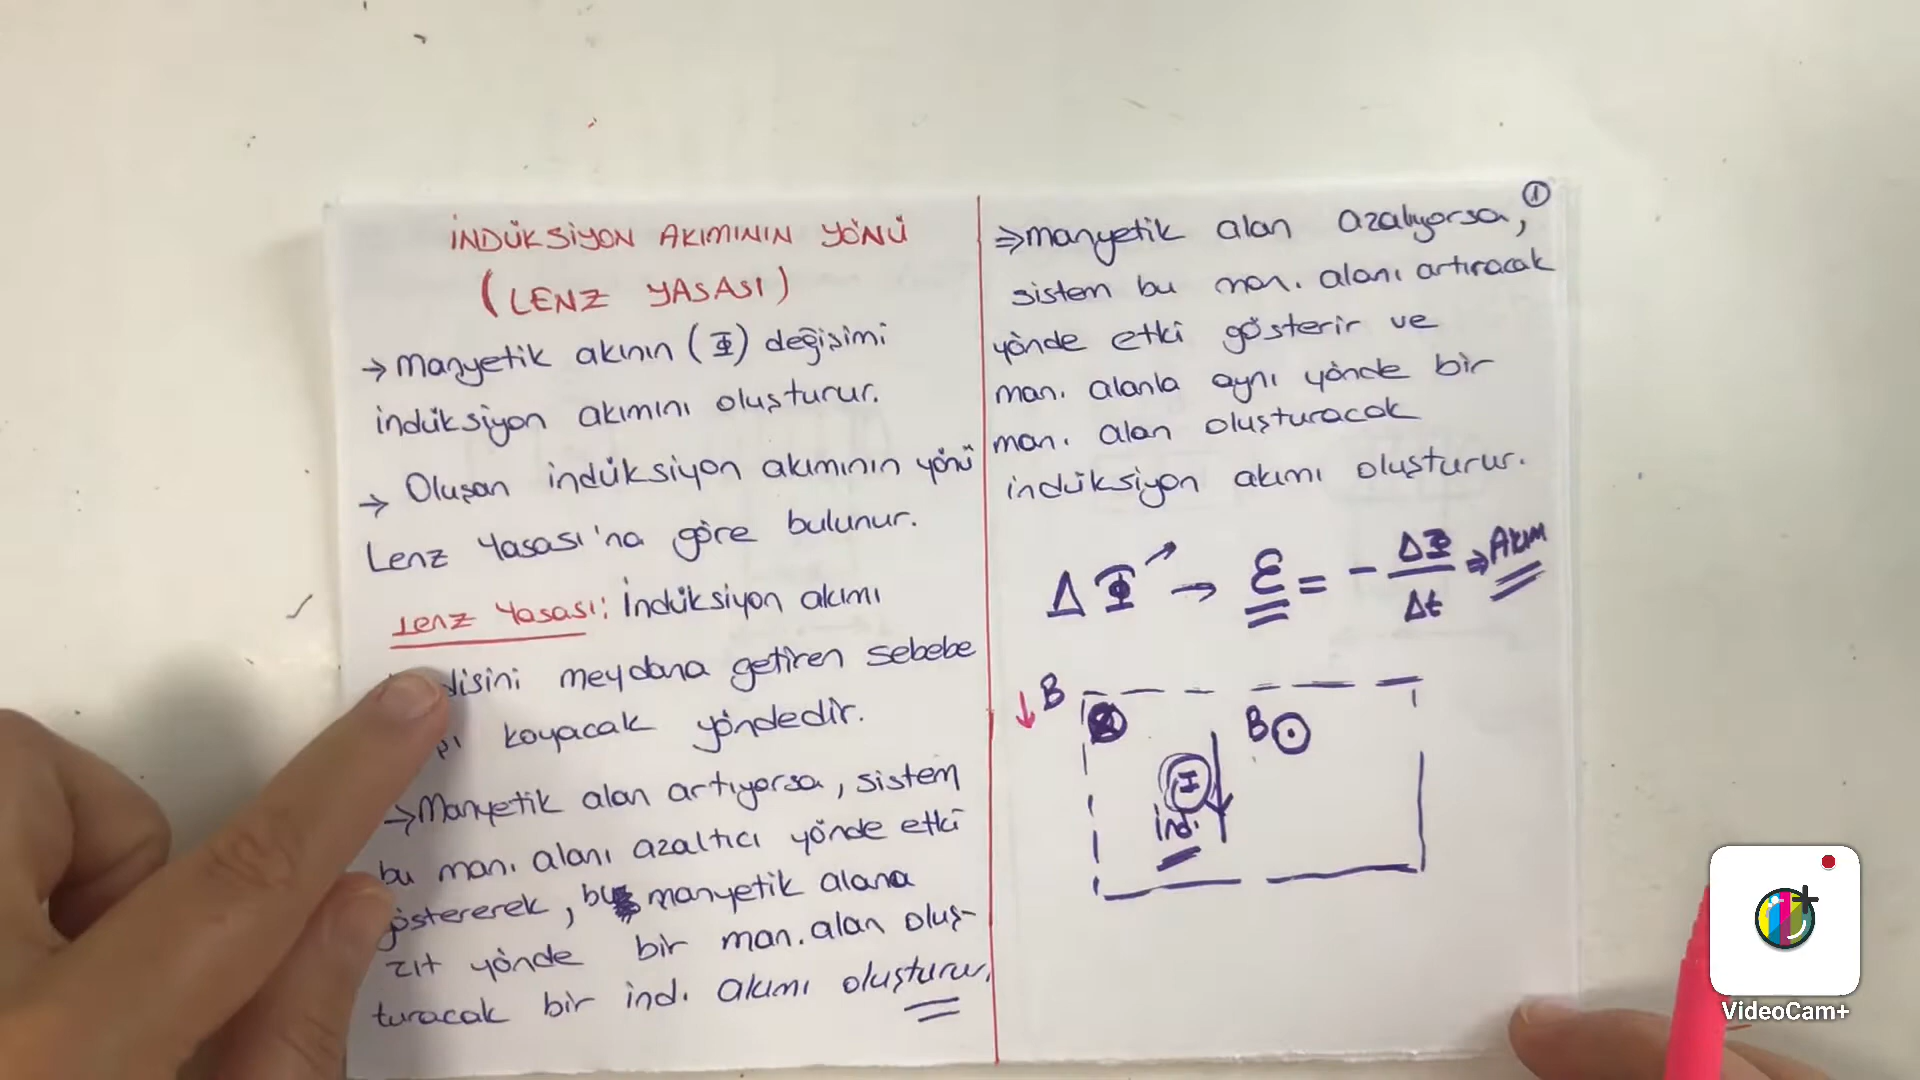 İNDÜKSİYON AKIMININ YÖNÜ
(LENZ YASASI)
→ Manyetik akının (Φ) değişimi
indüksiyon akımını oluşturur.
→ Oluşan indüksiyon akımının yönü
Lenz Yasası'na göre bulunur.
Lenz Yasası: İndüksiyon akımı
disini meydana getiren sebebe
koyacak yöndedir.
→ Manyetik alan artıyorsa, sistem
bu man. alanı azaltıcı yönde etki
göstererek, bu manyetik alana
zıt yönde bir man. alan oluş-
turacak bir ind. akımı oluşturur.
①
⇒ manyetik alan azalıyorsa,
sistem bu man. alanı artıracak
yönde etki gösterir ve
man. alanla aynı yönde bir
man. alan oluşturacak
indüksiyon akımı oluşturur.
ΔΦ → ε = - ΔΦ/Δt ⇒ Akım
↓ B
B ⊙
I
ind.
VideoCam+